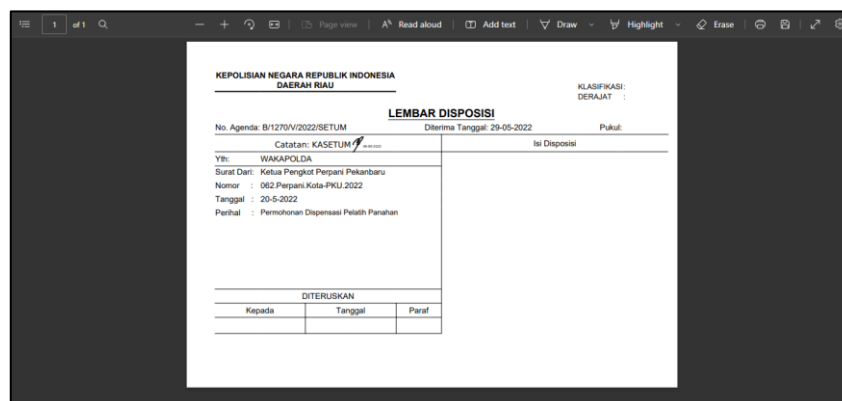 1 of 1 Page view Read aloud Add text Draw Highlight Erase
KEPOLISIAN NEGARA REPUBLIK INDONESIA
DAERAH RIAU
KLASIFIKASI:
DERAJAT :
LEMBAR DISPOSISI
No. Agenda: B/1270/V/2022/SETUM Diterima Tanggal: 29-05-2022 Pukul:
Catatan: KASETUM Isi Disposisi
Yth: WAKAPOLDA
Surat Dari: Ketua Pengkot Perpani Pekanbaru
Nomor : 062.Perpani.Kota-PKU.2022
Tanggal : 20-5-2022
Perihal : Permohonan Dispensasi Pelatih Panahan
DITERUSKAN
Kepada Tanggal Paraf